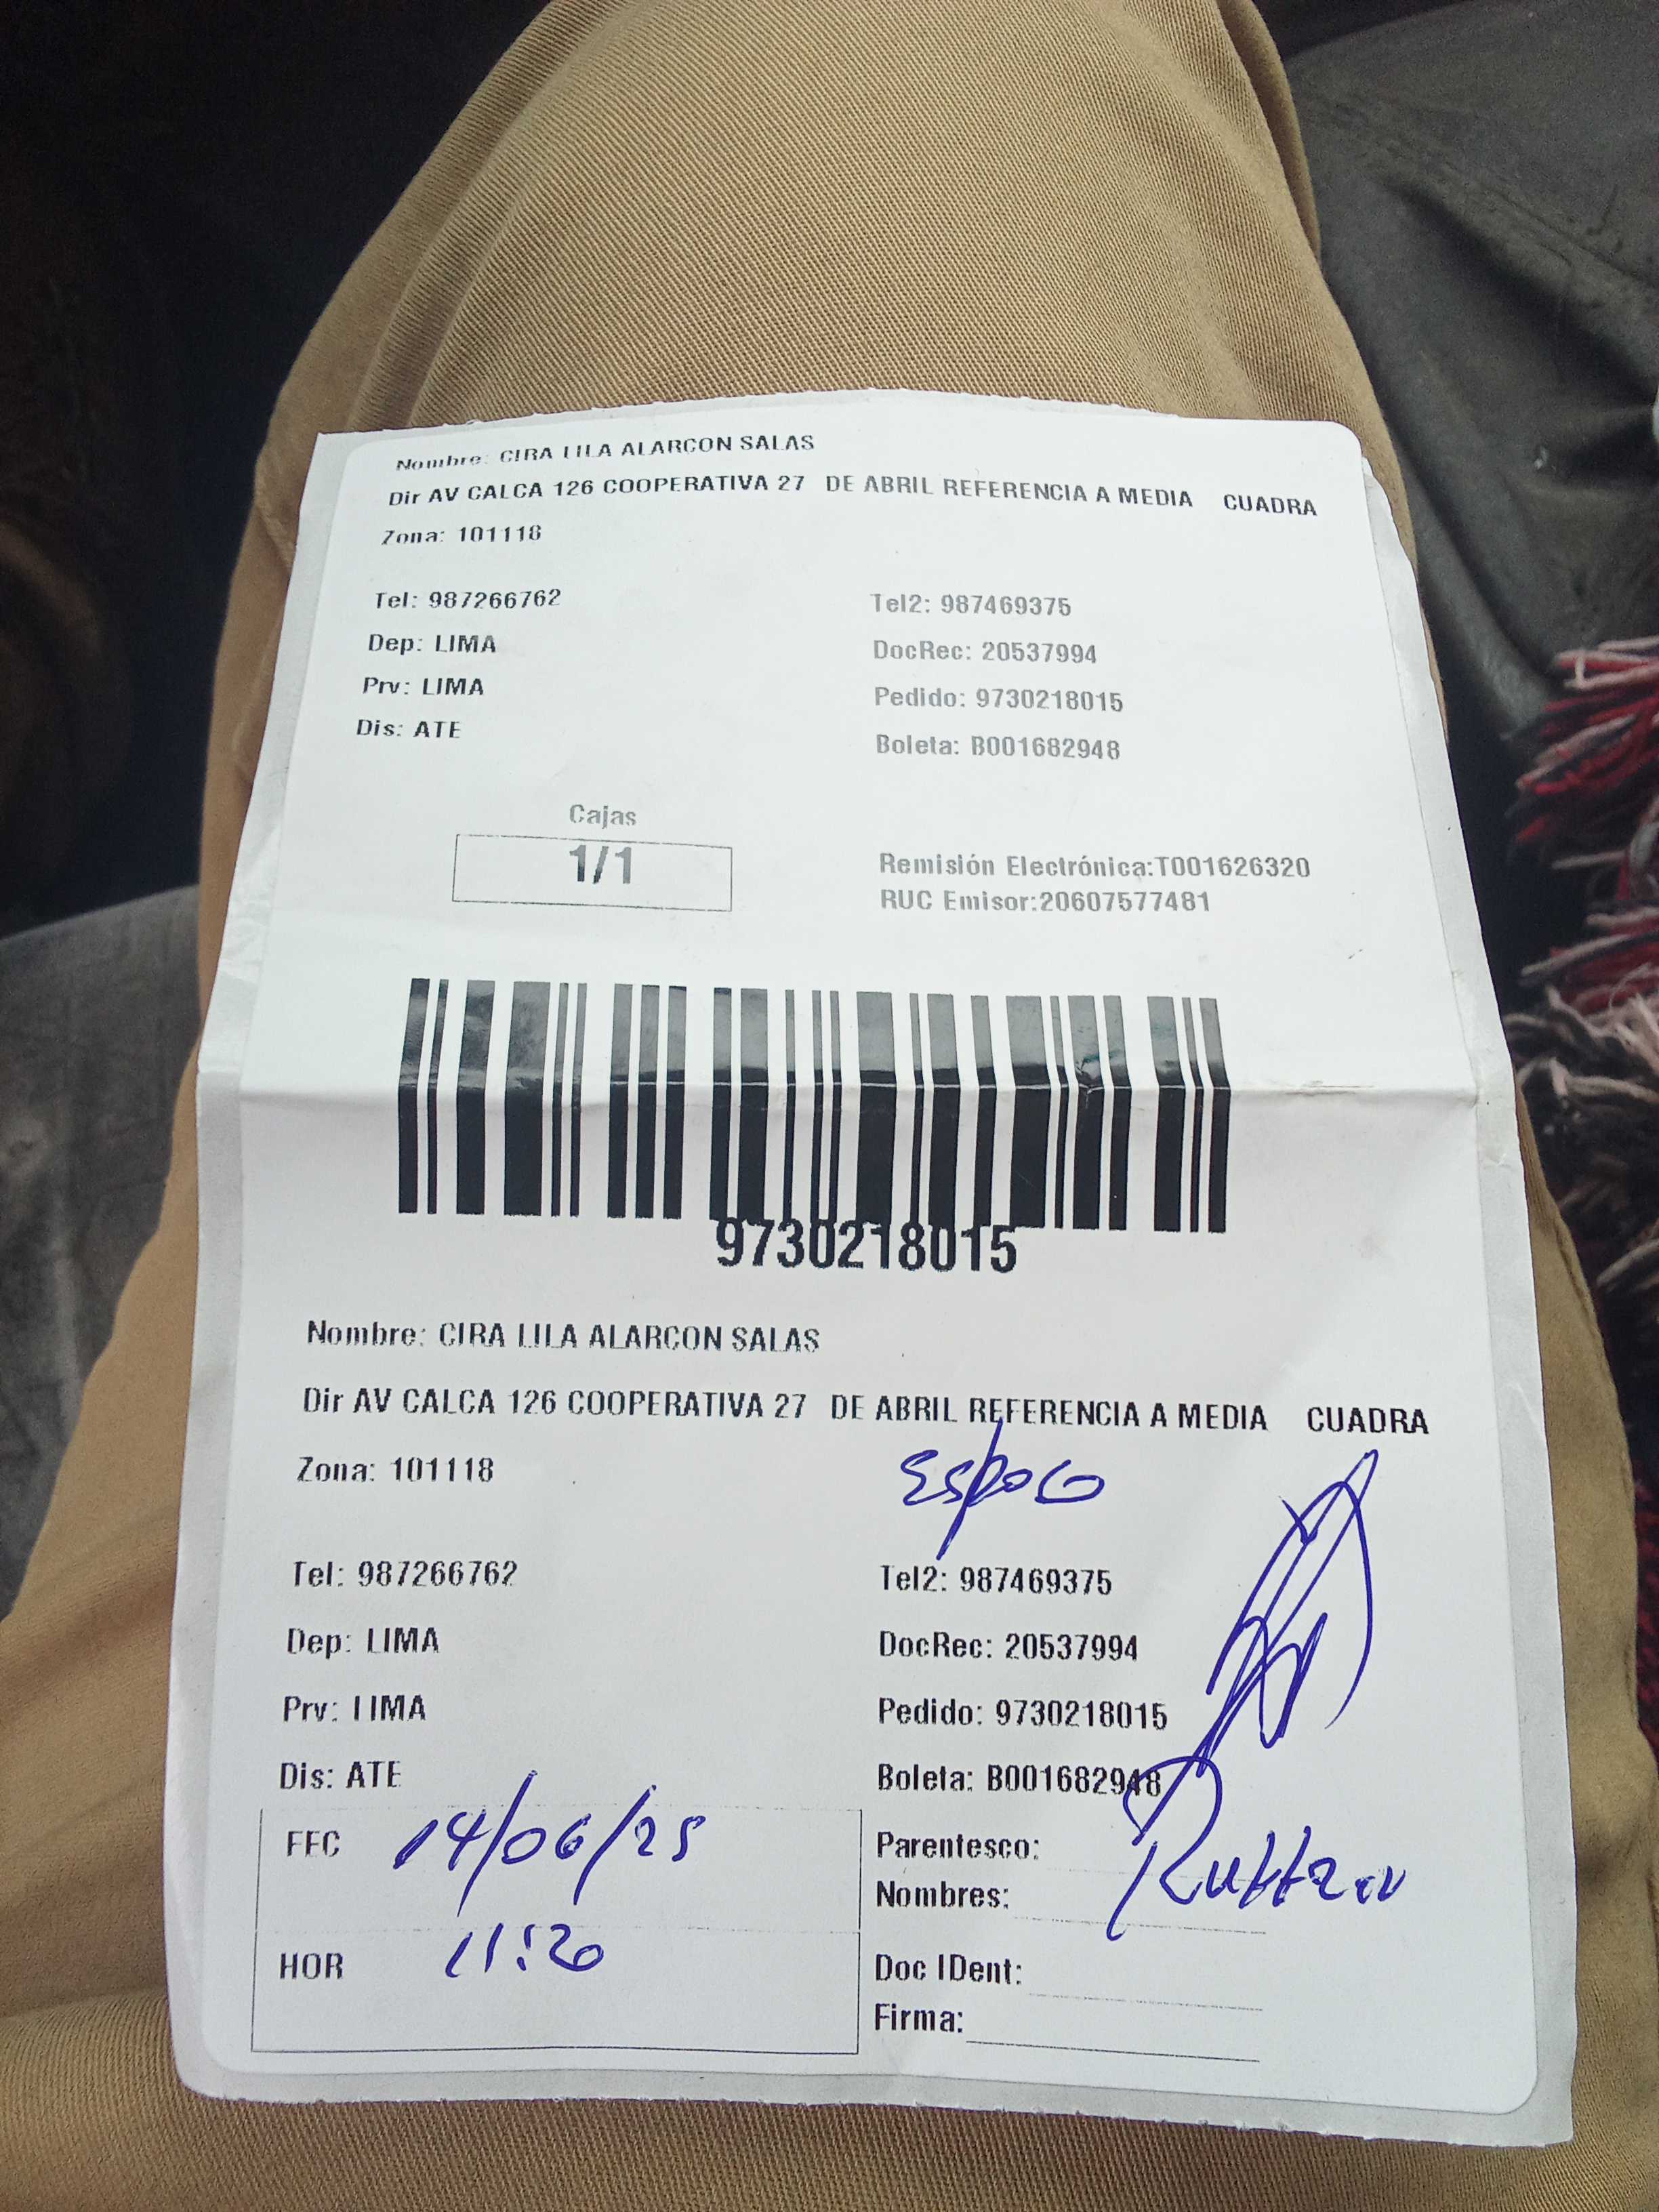 Nombre: CIRA LILA ALARCON SALAS
Dir AV CALCA 126 COOPERATIVA 27 DE ABRIL REFERENCIA A MEDIA CUADRA
Zona: 101118
Tel: 987266762 Tel2: 987469375
Dep: LIMA DocRec: 20537994
Prv: LIMA Pedido: 9730218015
Dis: ATE Boleta: B001682948
Cajas
1/1
Remisión Electrónica:T001626320
RUC Emisor:20607577481
9730218015
Nombre: CIRA LILA ALARCON SALAS
Dir AV CALCA 126 COOPERATIVA 27 DE ABRIL REFERENCIA A MEDIA CUADRA
Zona: 101118 Esposo
Tel: 987266762 Tel2: 987469375
Dep: LIMA DocRec: 20537994
Prv: LIMA Pedido: 9730218015
Dis: ATE Boleta: B001682948
FEC 14/06/25 Parentesco:
Nombres:
HOR 11:20 Doc IDent:
Firma: